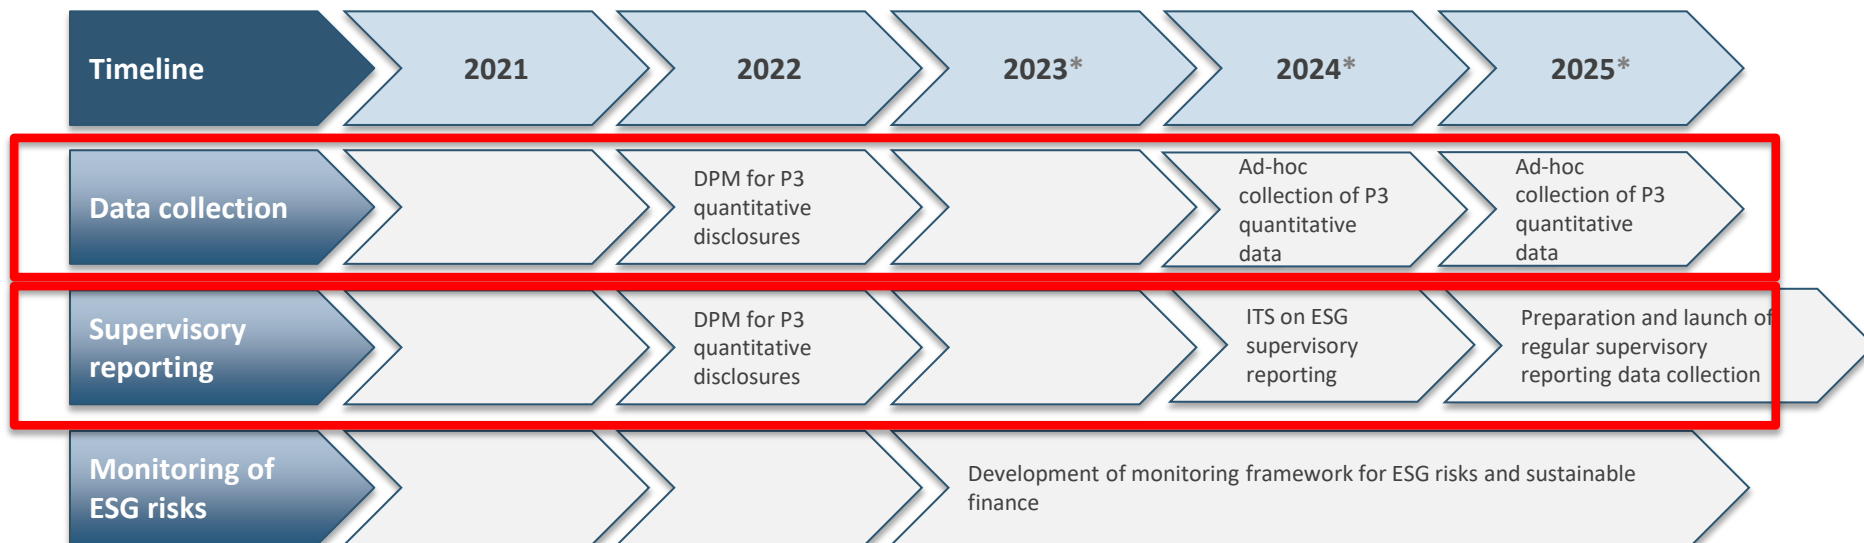 Timeline
2021
2022
2023*
2024*
2025*
Data collection
DPM for P3
quantitative
disclosures
Ad-hoc
collection of P3
quantitative
data
Ad-hoc
collection of P3
quantitative
data
Supervisory
reporting
DPM for P3
quantitative
disclosures
ITS on ESG
supervisory
reporting
Preparation and launch of
regular supervisory
reporting data collection
Monitoring of
ESG risks
Development of monitoring framework for ESG risks and sustainable
finance